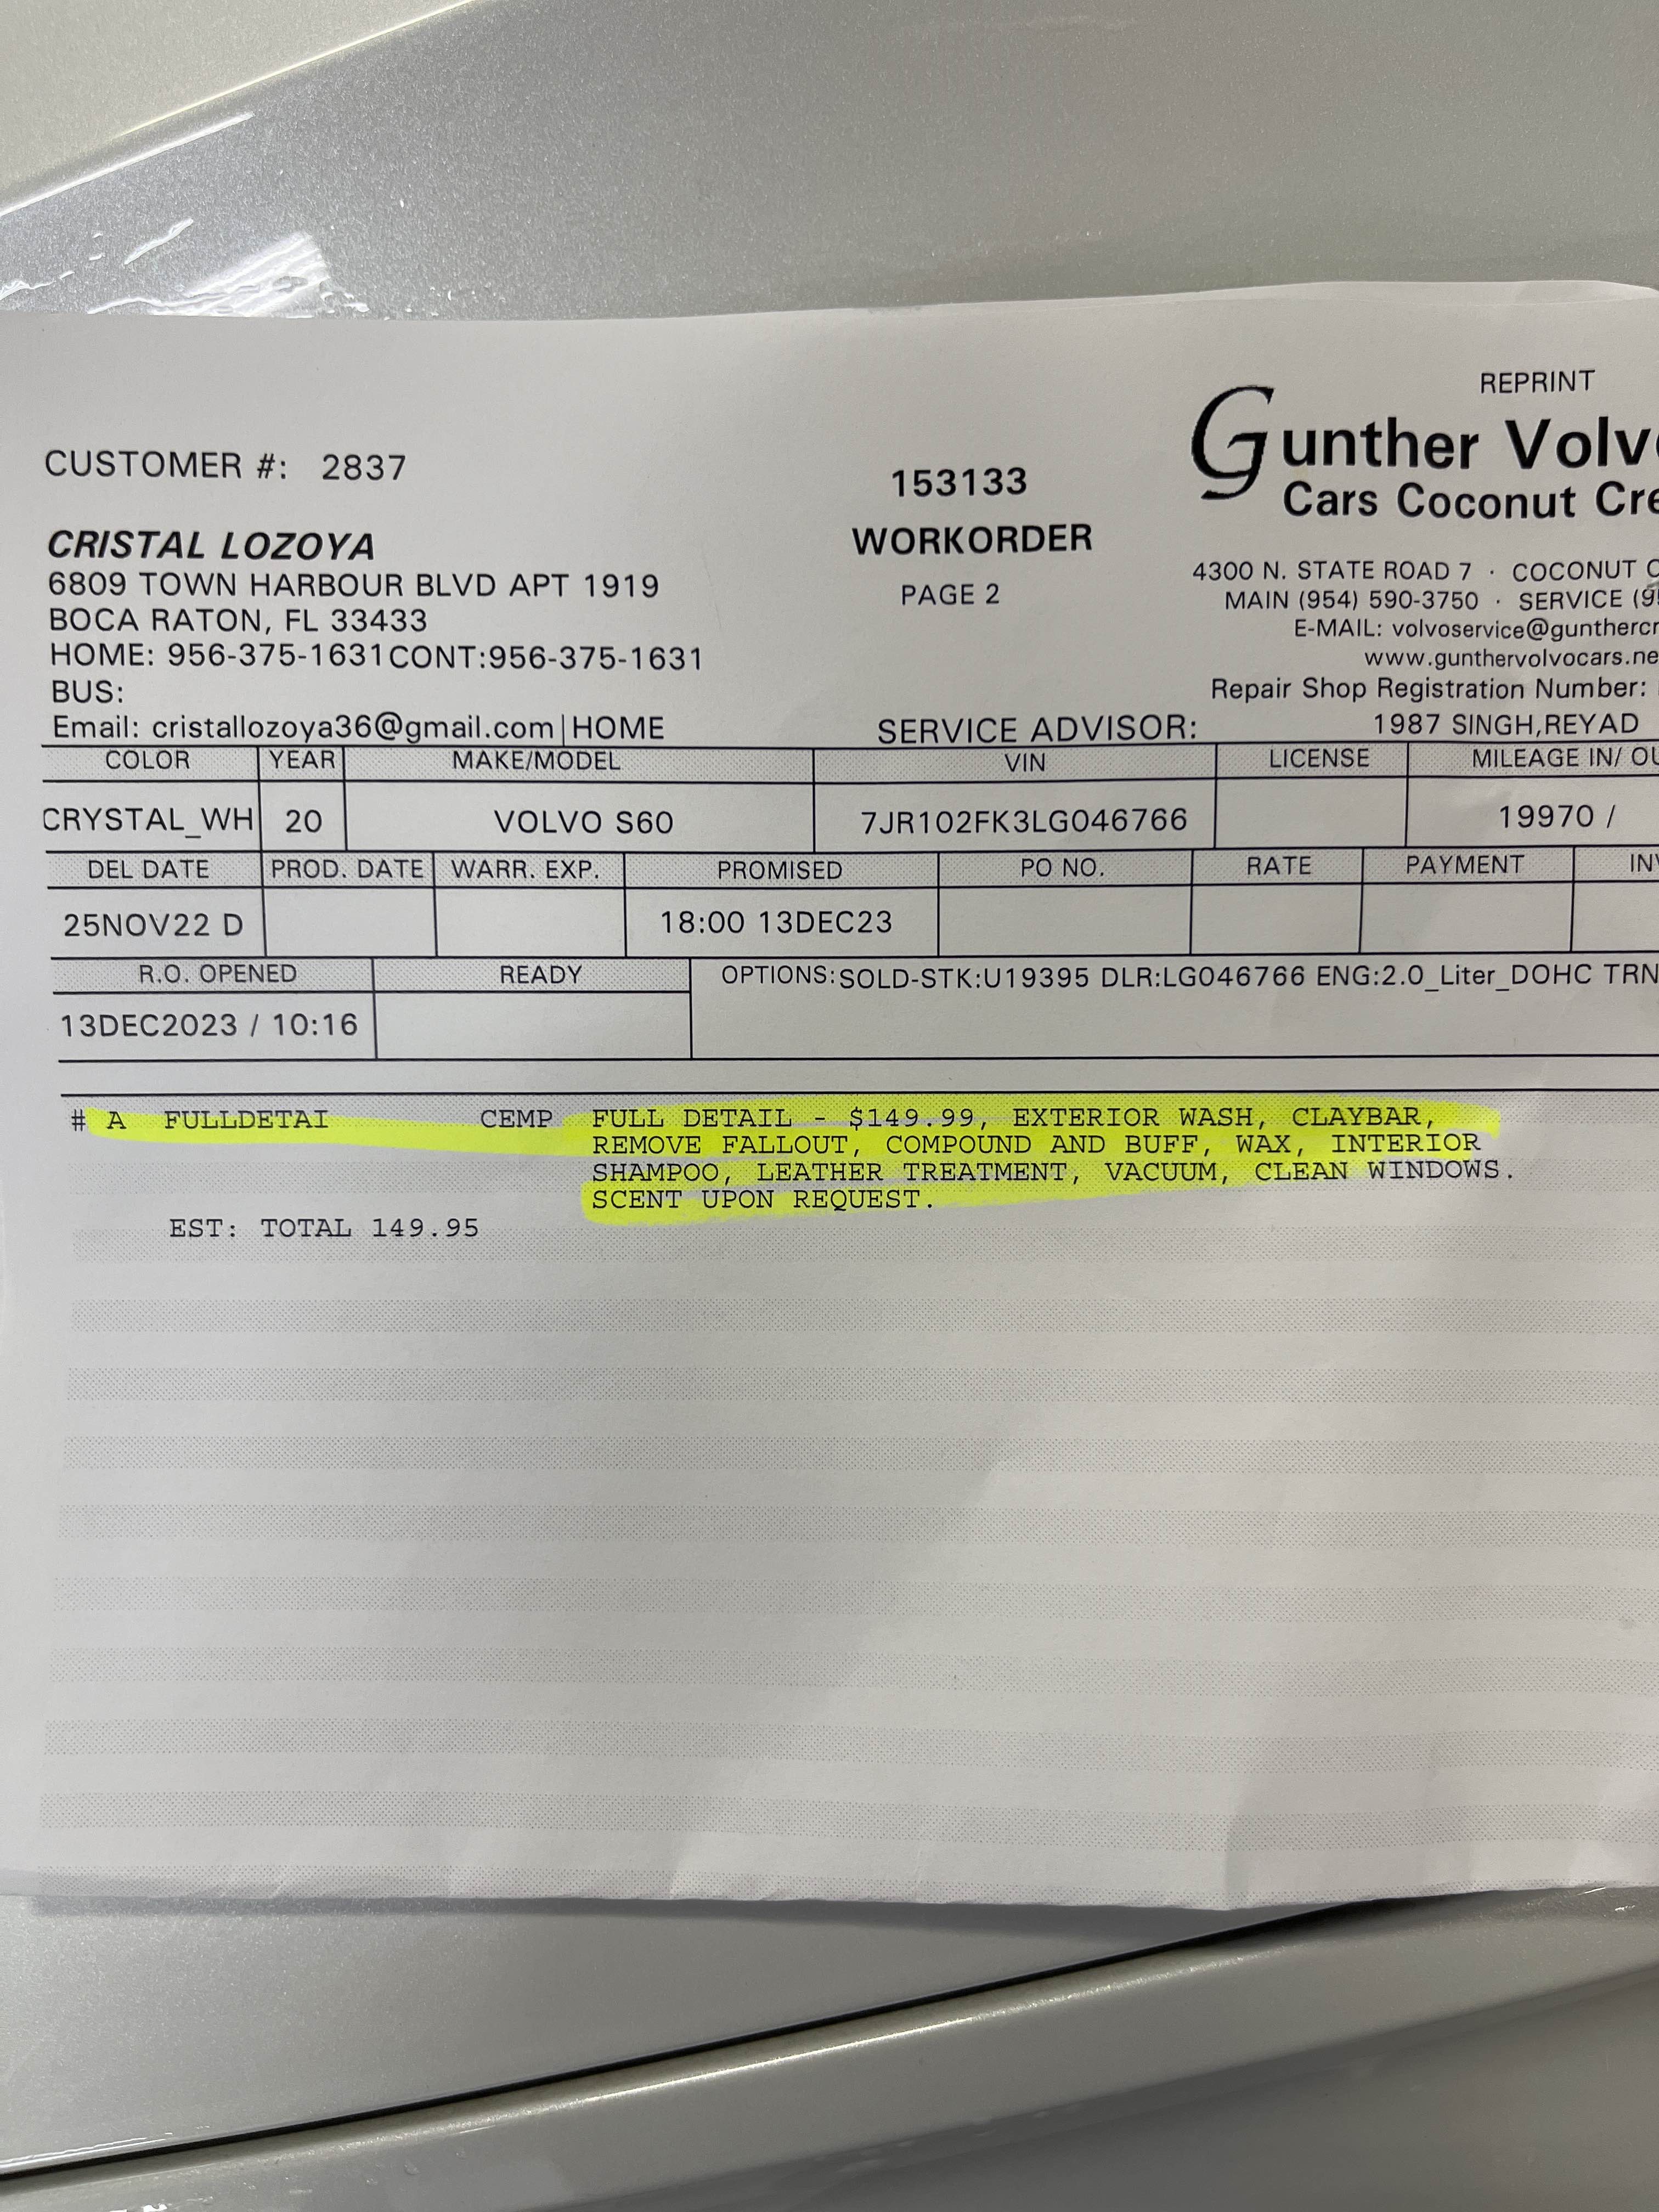 REPRINT
Gunther Volvo
Cars Coconut Cre
CUSTOMER #: 2837
153133
WORKORDER
PAGE 2
CRISTAL LOZOYA
6809 TOWN HARBOUR BLVD APT 1919
BOCA RATON, FL 33433
HOME: 956-375-1631 CONT:956-375-1631
BUS:
Email: cristallozoya36@gmail.com|HOME
4300 N. STATE ROAD 7 · COCONUT
MAIN (954) 590-3750 · SERVICE
E-MAIL: volvoservice@gunthercr
www.gunthervolvocars.ne
Repair Shop Registration Number:
SERVICE ADVISOR: 1987 SINGH,REYAD
COLOR YEAR MAKE/MODEL VIN LICENSE MILEAGE IN/ OU
CRYSTAL_WH 20 VOLVO S60 7JR102FK3LG046766 19970 /
DEL DATE PROD. DATE WARR. EXP. PROMISED PO NO. RATE PAYMENT INV
25NOV22 D 18:00 13DEC23
R.O. OPENED READY OPTIONS:SOLD-STK:U19395 DLR:LG046766 ENG:2.0_Liter_DOHC TRN
13DEC2023 / 10:16
# A FULLDETAI CEMP FULL DETAIL - $149.99, EXTERIOR WASH, CLAYBAR,
REMOVE FALLOUT, COMPOUND AND BUFF, WAX, INTERIOR
SHAMPOO, LEATHER TREATMENT, VACUUM, CLEAN WINDOWS.
SCENT UPON REQUEST.
EST: TOTAL 149.95